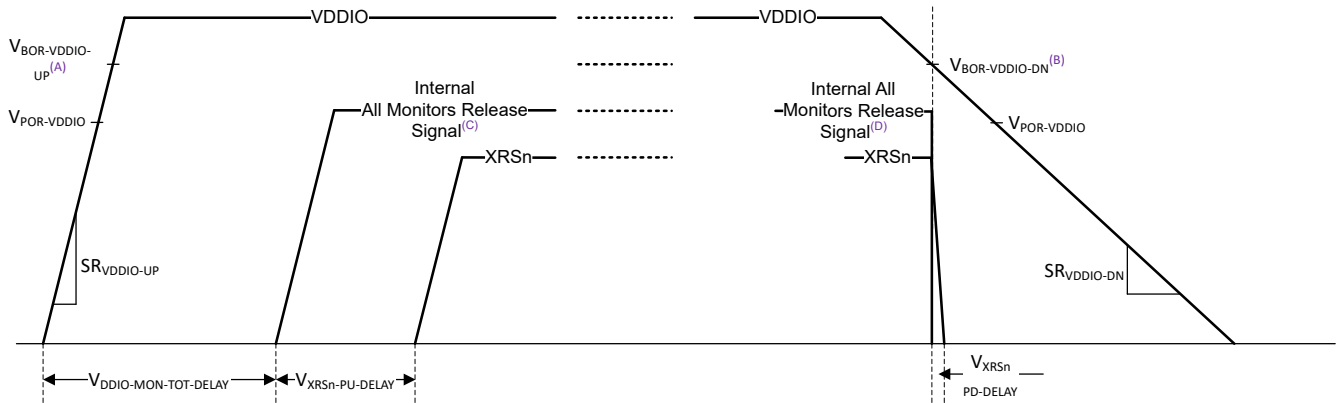 VDDIO
VDDIO
VBOR-VDDIO-
UP(A)
VBOR-VDDIO-DN(B)
Internal
All Monitors Release
Signal(C)
Internal All
Monitors Release
Signal(D)
VPOR-VDDIO
VPOR-VDDIO
XRSn
XRSn
SRVDDIO-UP
SRVDDIO-DN
VDDIO-MON-TOT-DELAY
VXRSn-PU-DELAY
VXRSn
PD-DELAY